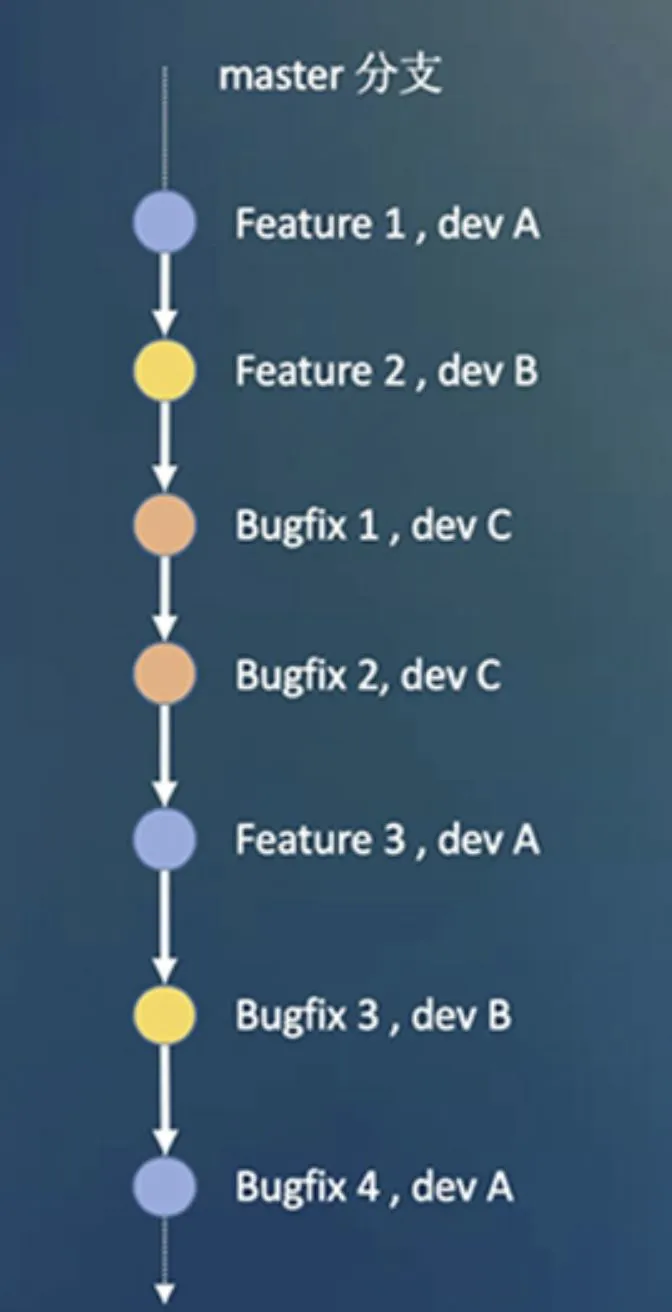 master 分支
Feature 1 , dev A
Feature 2 , dev B
Bugfix 1 , dev C
Bugfix 2, dev C
Feature 3 , dev A
Bugfix 3 , dev B
Bugfix 4 , dev A